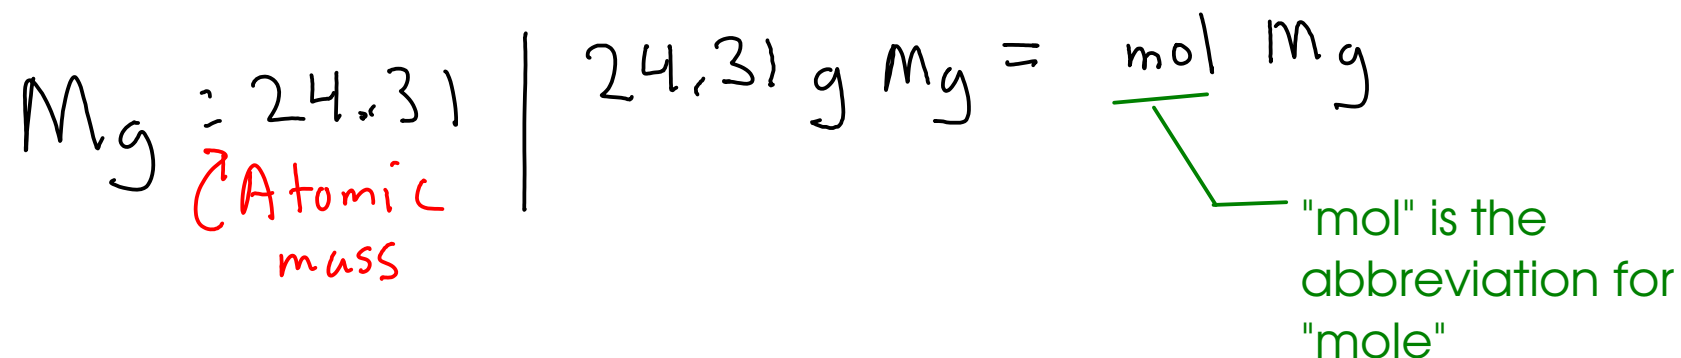 Mg : 24.31 | 24.31 g Mg = mol Mg
Atomic
mass
"mol" is the
abbreviation for
"mole"